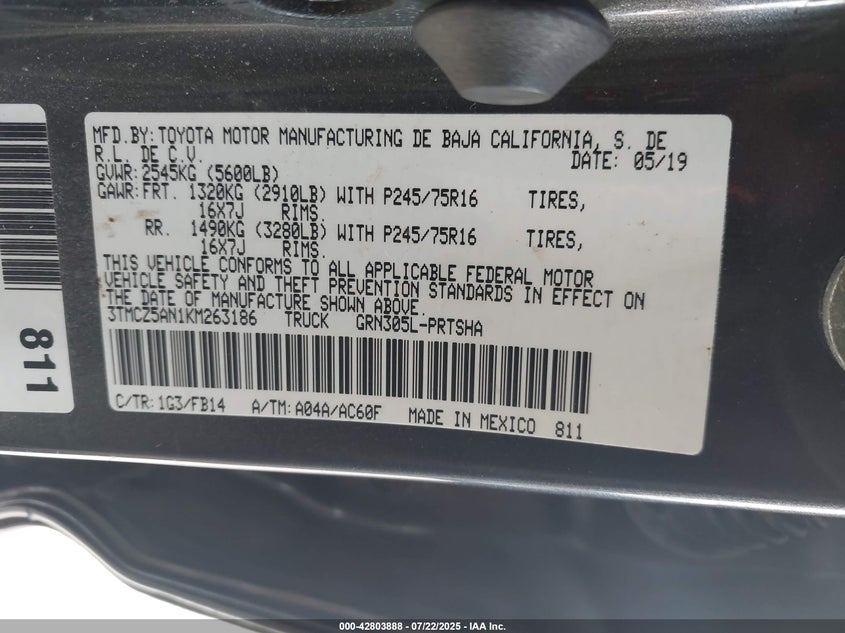 MFD.BY: TOYOTA MOTOR MANUFACTURING DE BAJA CALIFORNIA, S. DE
R.L. DE C.V.
DATE: 05/19
GVWR: 2545KG (5600LB)
GAWR: FRT. 1320KG (2910LB) WITH P245/75R16 TIRES,
16X7J RIMS.
RR. 1490KG (3280LB) WITH P245/75R16 TIRES,
16X7J RIMS.
THIS VEHICLE CONFORMS TO ALL APPLICABLE FEDERAL MOTOR
VEHICLE SAFETY AND THEFT PREVENTION STANDARDS IN EFFECT ON
THE DATE OF MANUFACTURE SHOWN ABOVE.
3TMCZ5AN1KM263186 TRUCK GRN305L-PRTSHA
C/TR: 1G3/FB14 A/TM: A04A/AC60F MADE IN MEXICO 811
811
000-42803888 - 07/22/2025 - IAA Inc.